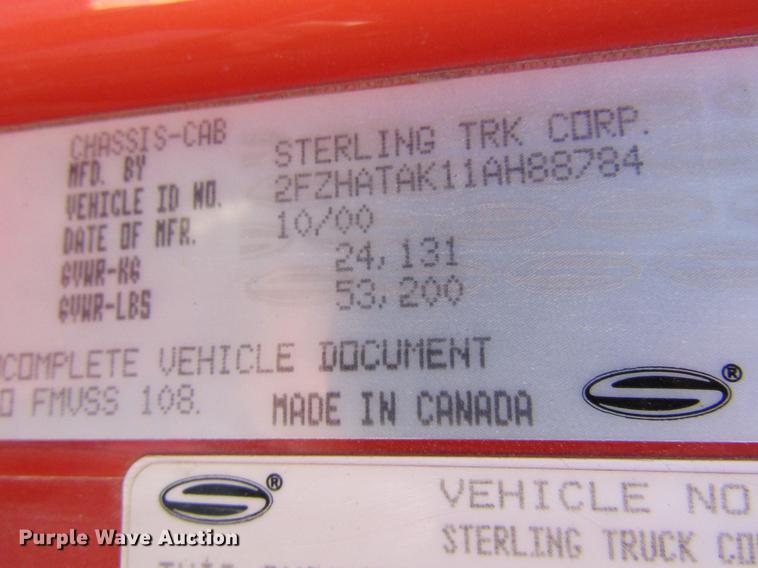 CHASSIS-CAB
MFD. BY STERLING TRK CORP.
VEHICLE ID NO. 2FZHATAK11AH88784
DATE OF MFR. 10/00
GVWR-KG 24,131
GVWR-LBS 53,200
COMPLETE VEHICLE DOCUMENT
O FMVSS 108. MADE IN CANADA
®
®
VEHICLE NO
STERLING TRUCK CO
Purple Wave Auction